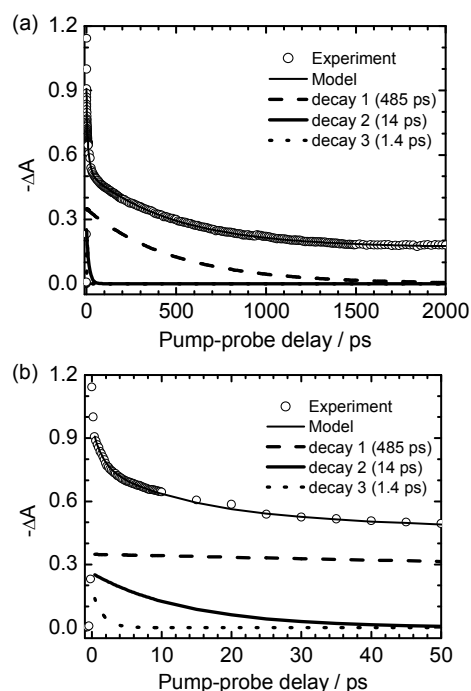 (a)
1.2
0.9
0.6
0.3
0.0
-ΔA
Experiment
Model
decay 1 (485 ps)
decay 2 (14 ps)
decay 3 (1.4 ps)
0 500 1000 1500 2000
Pump-probe delay / ps
(b)
1.2
0.9
0.6
0.3
0.0
-ΔA
Experiment
Model
decay 1 (485 ps)
decay 2 (14 ps)
decay 3 (1.4 ps)
0 10 20 30 40 50
Pump-probe delay / ps